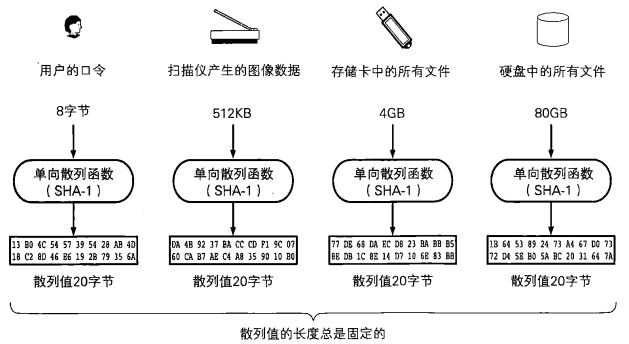 用户的口令
扫描仪产生的图像数据
存储卡中的所有文件
硬盘中的所有文件
8字节
512KB
4GB
80GB
单向散列函数
（SHA-1）
单向散列函数
（SHA-1）
单向散列函数
（SHA-1）
单向散列函数
（SHA-1）
13 B0 4C 54 57 39 54 28 AB 4D
18 C2 8D 46 E6 19 2B 79 35 6A
DA 4B 92 37 BA CC CD F1 9C 07
60 CA B7 AE C4 A8 35 90 10 B0
77 DE 68 DA EC D8 23 BA BB B5
8E DB 1C 8E 14 D7 10 6E 83 BB
1B 64 53 89 24 73 A4 67 D0 73
72 D4 5E B0 5A BC 20 31 64 7A
散列值20字节
散列值20字节
散列值20字节
散列值20字节
散列值的长度总是固定的